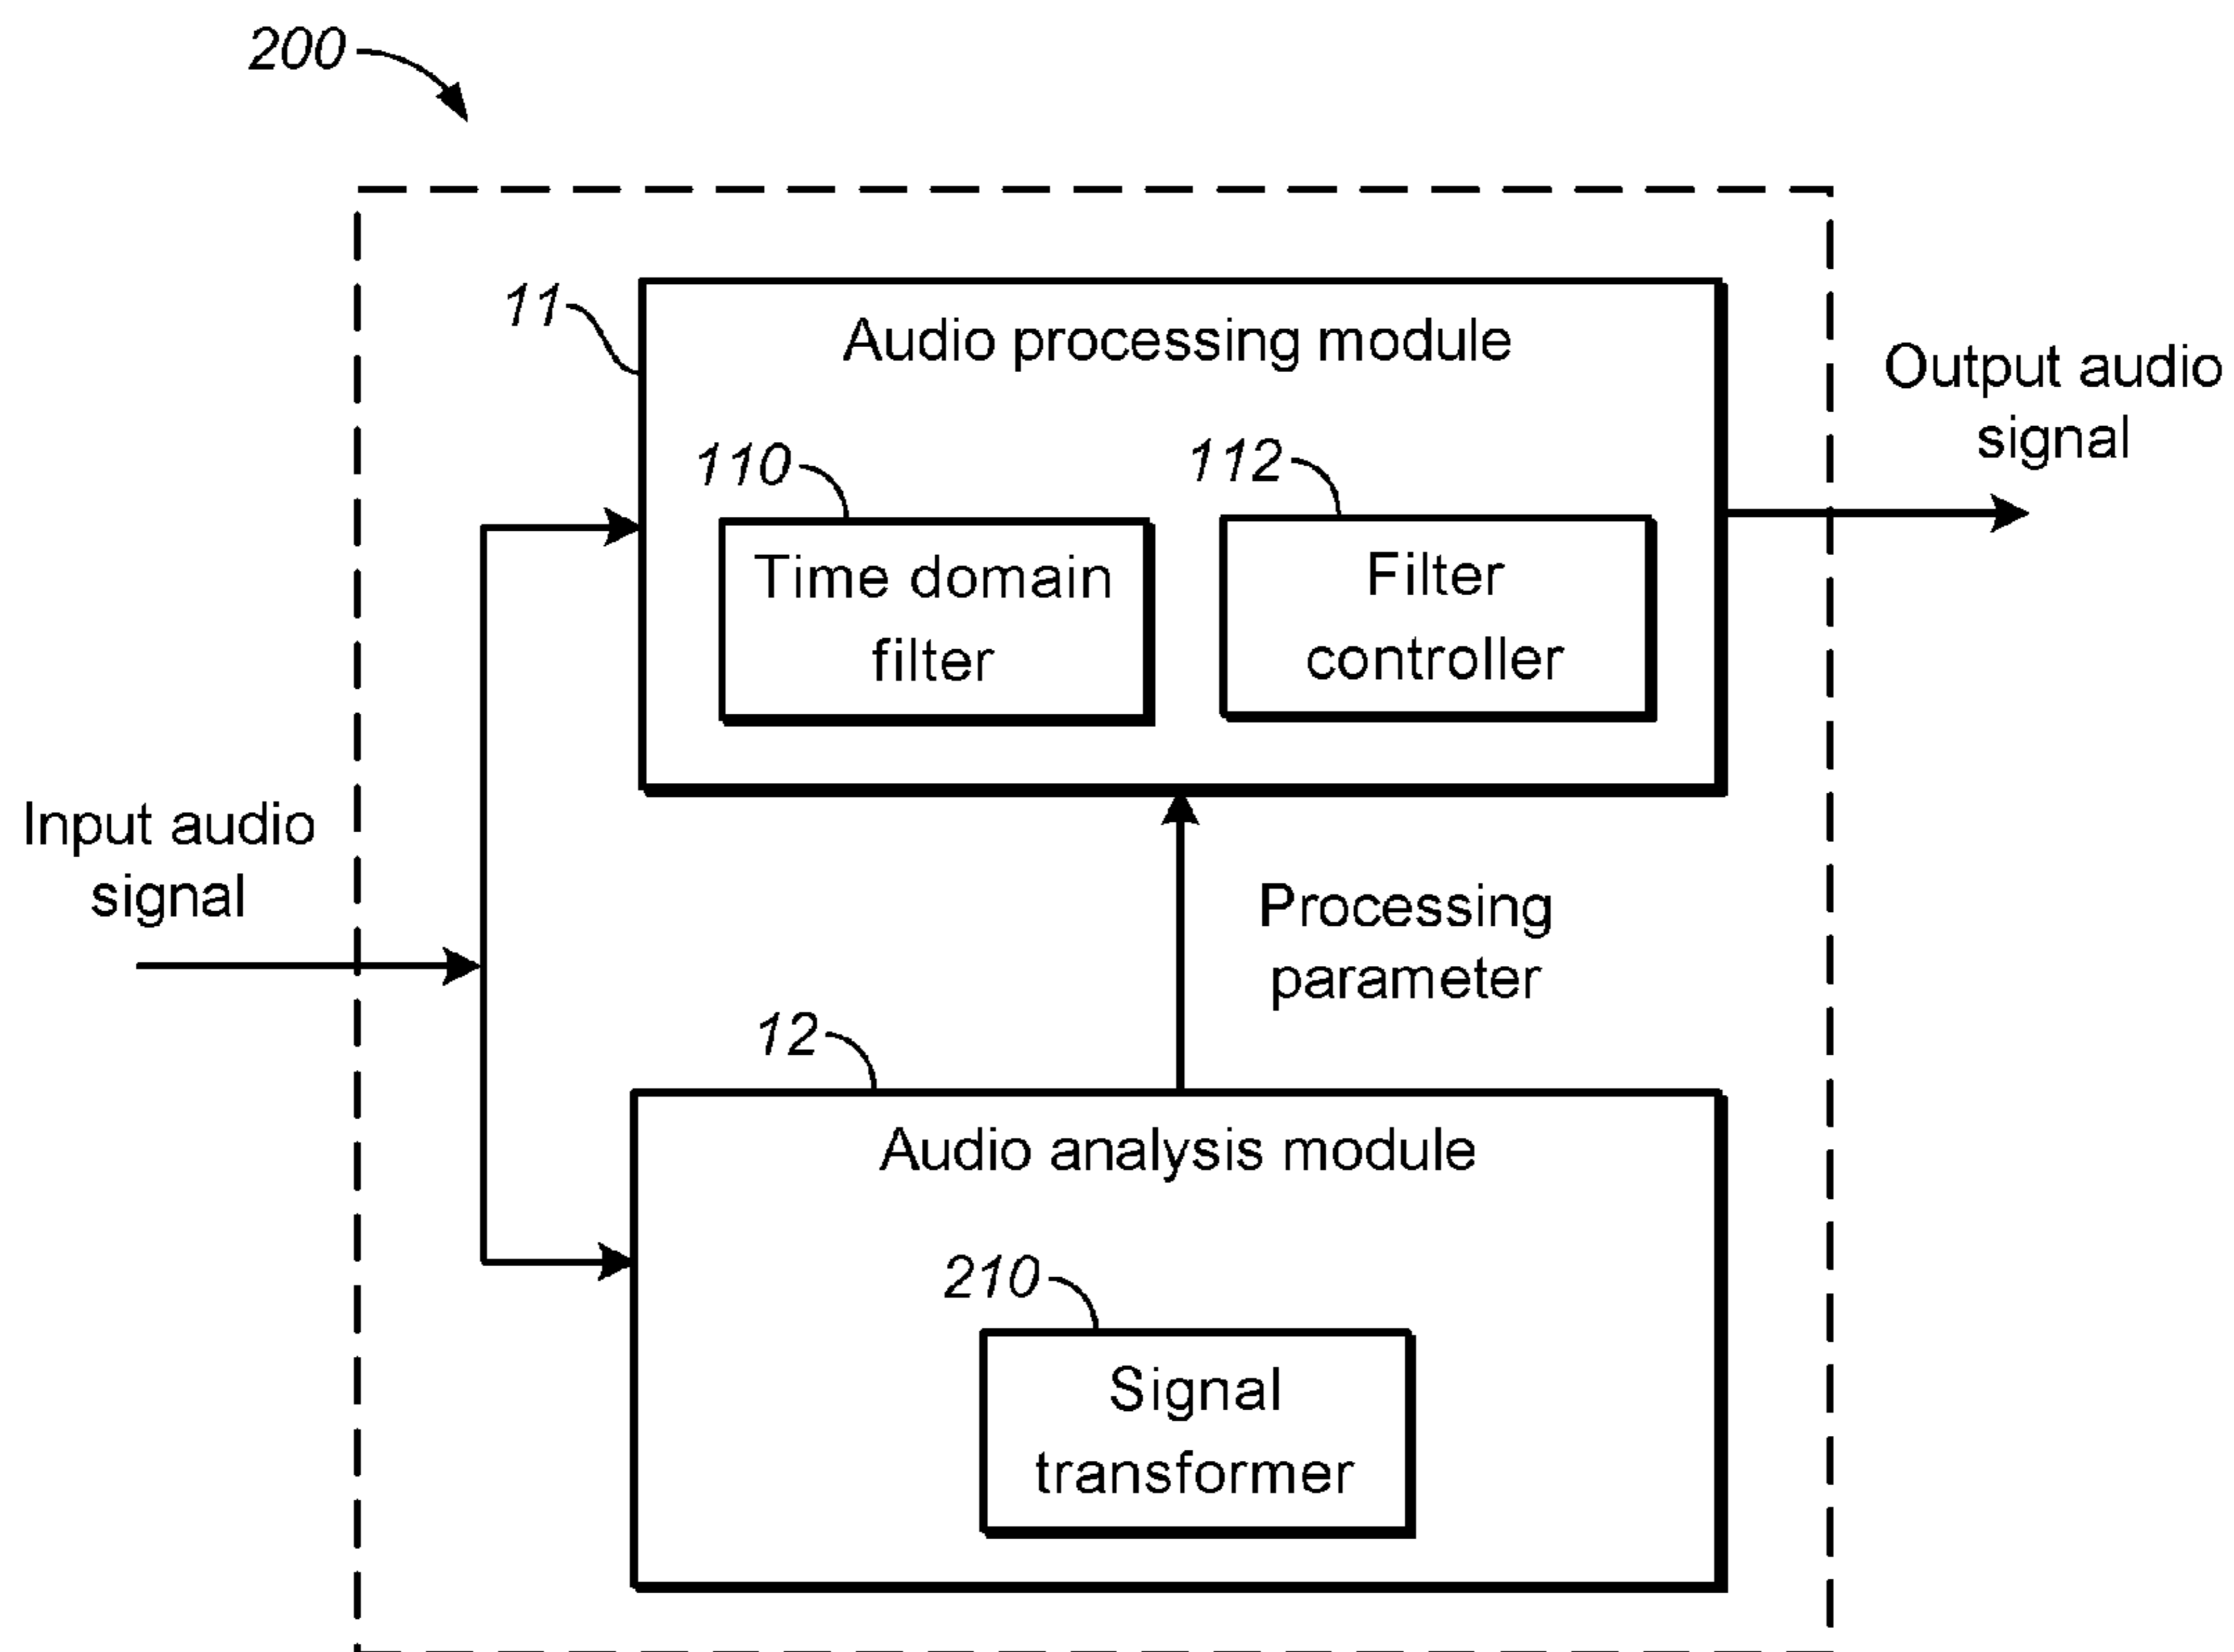 200
11
Audio processing module
Output audio
signal
110
112
Time domain
filter
Filter
controller
Input audio
signal
Processing
parameter
12
Audio analysis module
210
Signal
transformer